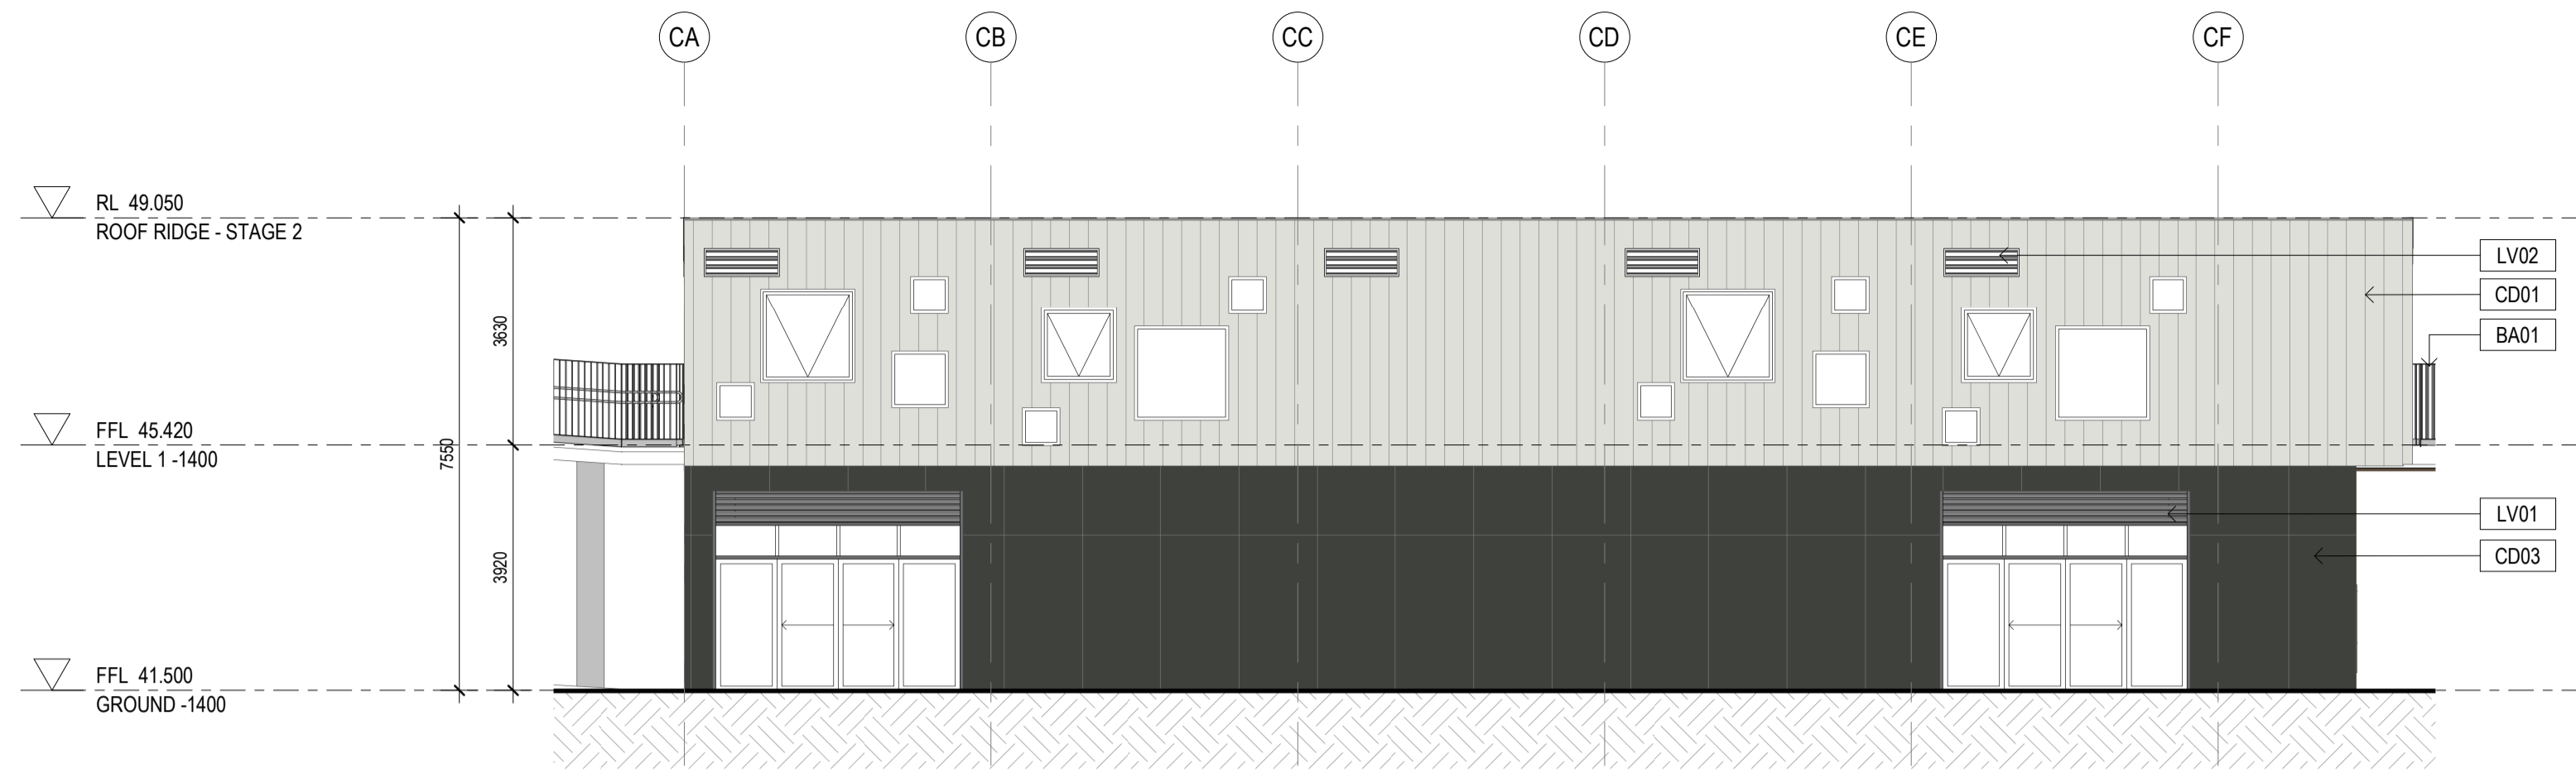 CA
CB
CC
CD
CE
CF
RL 49.050
ROOF RIDGE - STAGE 2
LV02
CD01
3630
BA01
FFL 45.420
LEVEL 1 -1400
7550
LV01
CD03
3920
FFL 41.500
GROUND -1400